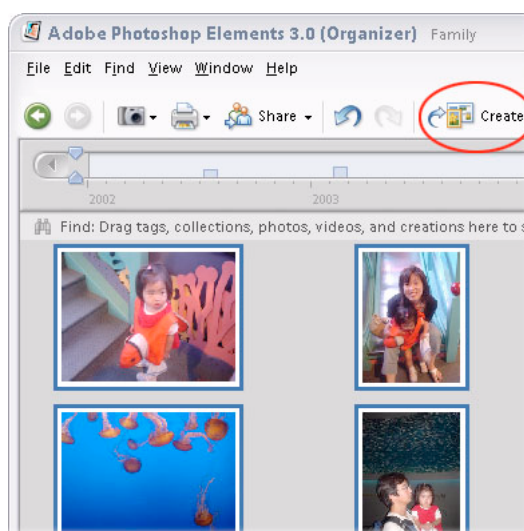 Adobe Photoshop Elements 3.0 (Organizer) Family
File Edit Find View Window Help
Share Create
2002 2003
Find: Drag tags, collections, photos, videos, and creations here to s